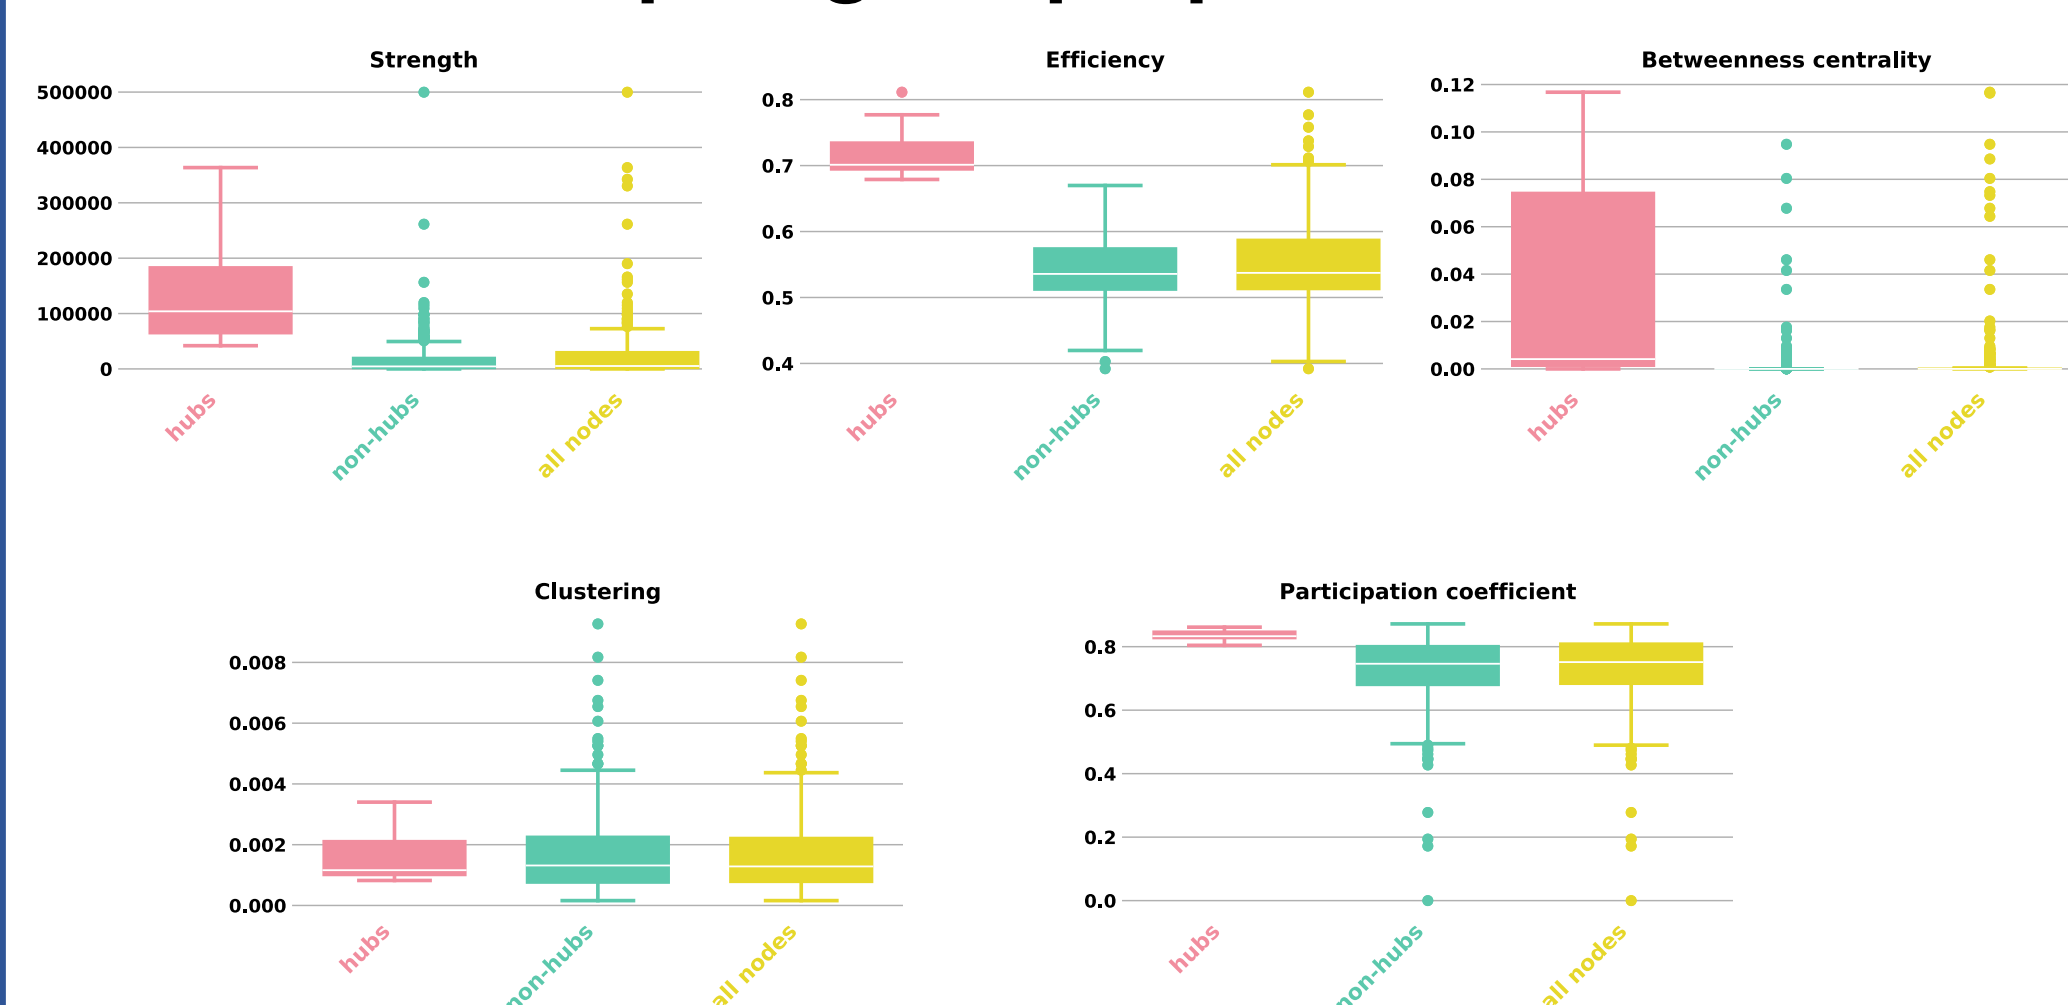 Strength
500000
400000
300000
200000
100000
0
hubs
non-hubs
all nodes
Efficiency
0.8
0.7
0.6
0.5
0.4
hubs
non-hubs
all nodes
Betweenness centrality
0.12
0.10
0.08
0.06
0.04
0.02
0.00
hubs
non-hubs
all nodes
Clustering
0.008
0.006
0.004
0.002
0.000
hubs
non-hubs
all nodes
Participation coefficient
0.8
0.6
0.4
0.2
0.0
hubs
non-hubs
all nodes